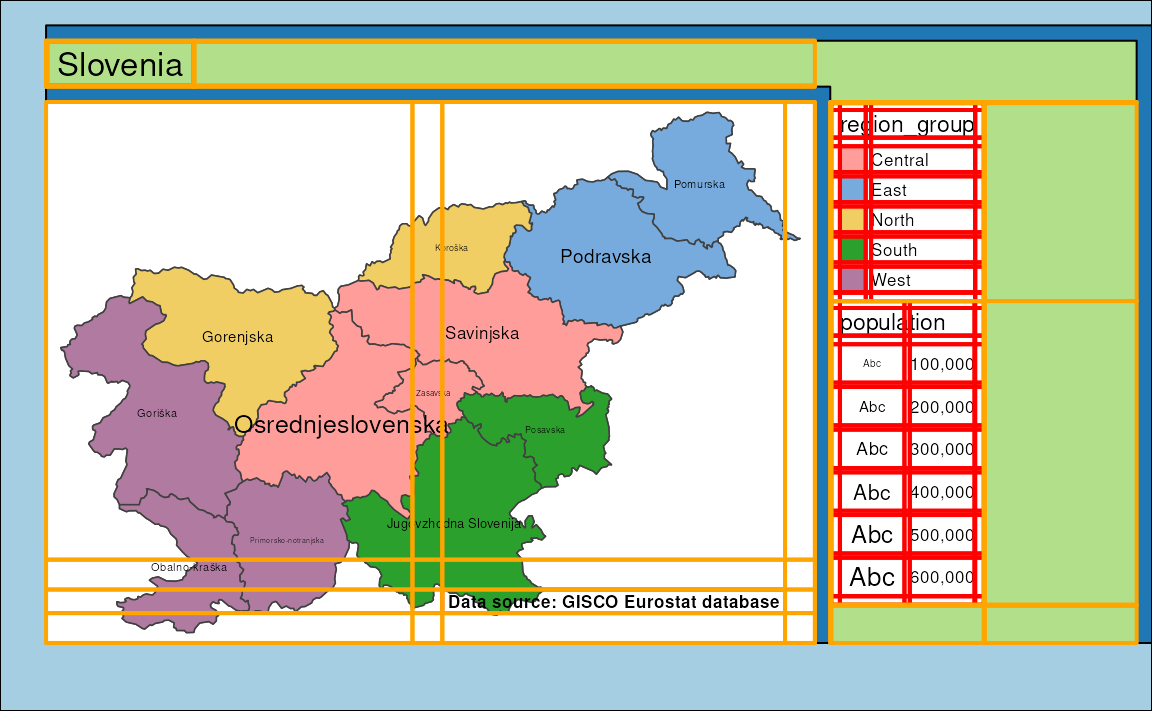 Slovenia
region_group
Central
East
North
South
West
population
Abc 100,000
Abc 200,000
Abc 300,000
Abc 400,000
Abc 500,000
Abc 600,000
Pomurska
Koroška
Podravska
Gorenjska
Savinjska
Zasavska
Goriška
Osrednjeslovenska
Posavska
Jugovzhodna Slovenija
Primorsko-notranjska
Obalno-kraška
Data source: GISCO Eurostat database